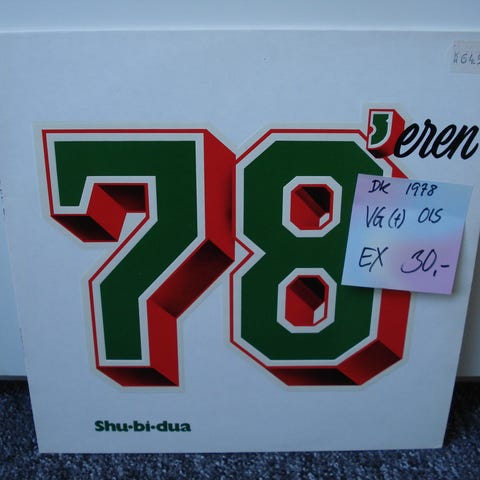 78'eren
DK 1978
VG(+) OIS
EX 30,-
Shu·bi·dua